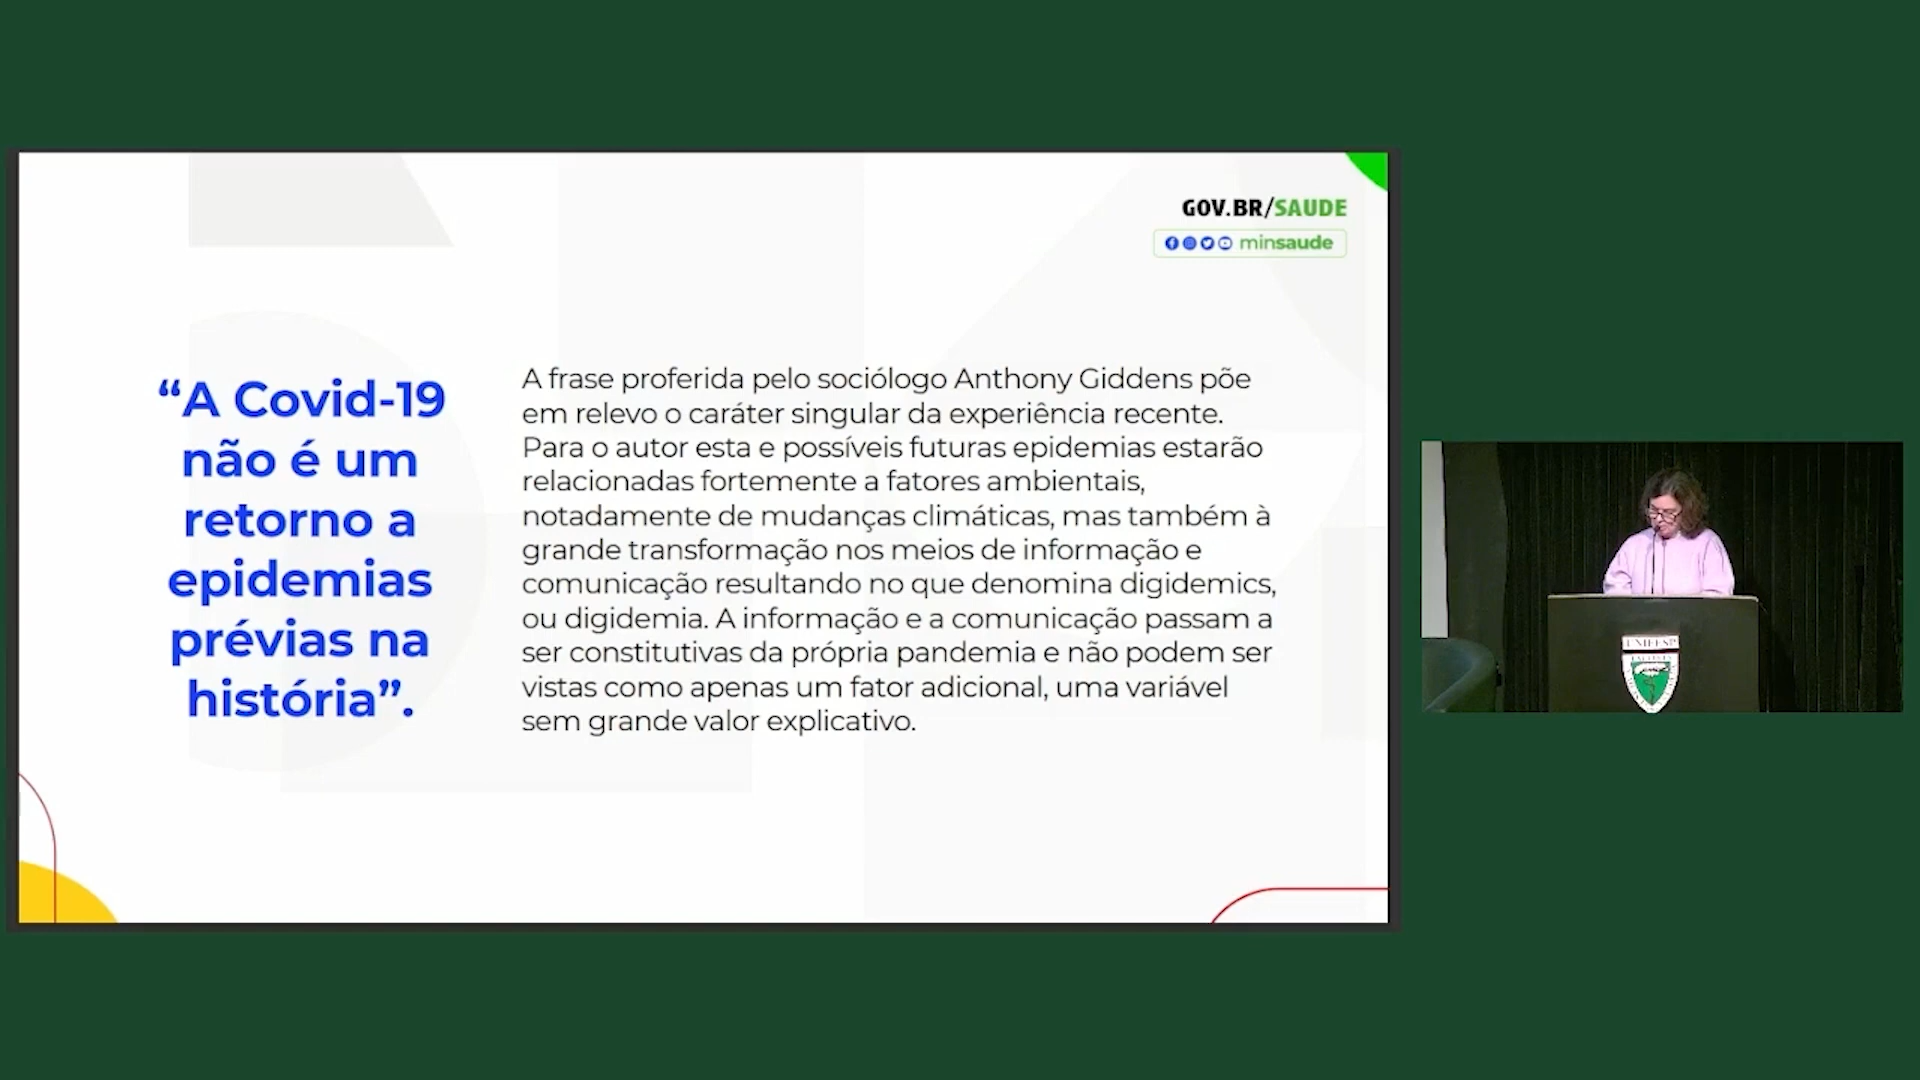 GOV.BR/SAUDE
minsaude
“A Covid-19
não é um
retorno a
epidemias
prévias na
história”.
A frase proferida pelo sociólogo Anthony Giddens põe
em relevo o caráter singular da experiência recente.
Para o autor esta e possíveis futuras epidemias estarão
relacionadas fortemente a fatores ambientais,
notadamente de mudanças climáticas, mas também à
grande transformação nos meios de informação e
comunicação resultando no que denomina digidemics,
ou digidemia. A informação e a comunicação passam a
ser constitutivas da própria pandemia e não podem ser
vistas como apenas um fator adicional, uma variável
sem grande valor explicativo.
UNIFESP